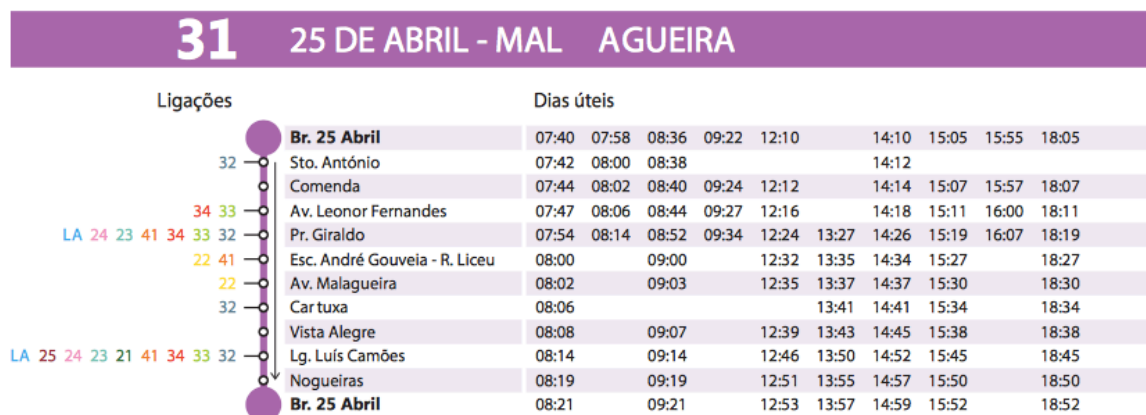 31 25 DE ABRIL - MAL AGUEIRA
Ligações Dias úteis
Br. 25 Abril 07:40 07:58 08:36 09:22 12:10 14:10 15:05 15:55 18:05
32 Sto. António 07:42 08:00 08:38 14:12
Comenda 07:44 08:02 08:40 09:24 12:12 14:14 15:07 15:57 18:07
34 33 Av. Leonor Fernandes 07:47 08:06 08:44 09:27 12:16 14:18 15:11 16:00 18:11
LA 24 23 41 34 33 32 Pr. Giraldo 07:54 08:14 08:52 09:34 12:24 13:27 14:26 15:19 16:07 18:19
22 41 Esc. André Gouveia - R. Liceu 08:00 09:00 12:32 13:35 14:34 15:27 18:27
22 Av. Malagueira 08:02 09:03 12:35 13:37 14:37 15:30 18:30
32 Cartuxa 08:06 13:41 14:41 15:34 18:34
Vista Alegre 08:08 09:07 12:39 13:43 14:45 15:38 18:38
LA 25 24 23 21 41 34 33 32 Lg. Luís Camões 08:14 09:14 12:46 13:50 14:52 15:45 18:45
Nogueiras 08:19 09:19 12:51 13:55 14:57 15:50 18:50
Br. 25 Abril 08:21 09:21 12:53 13:57 14:59 15:52 18:52